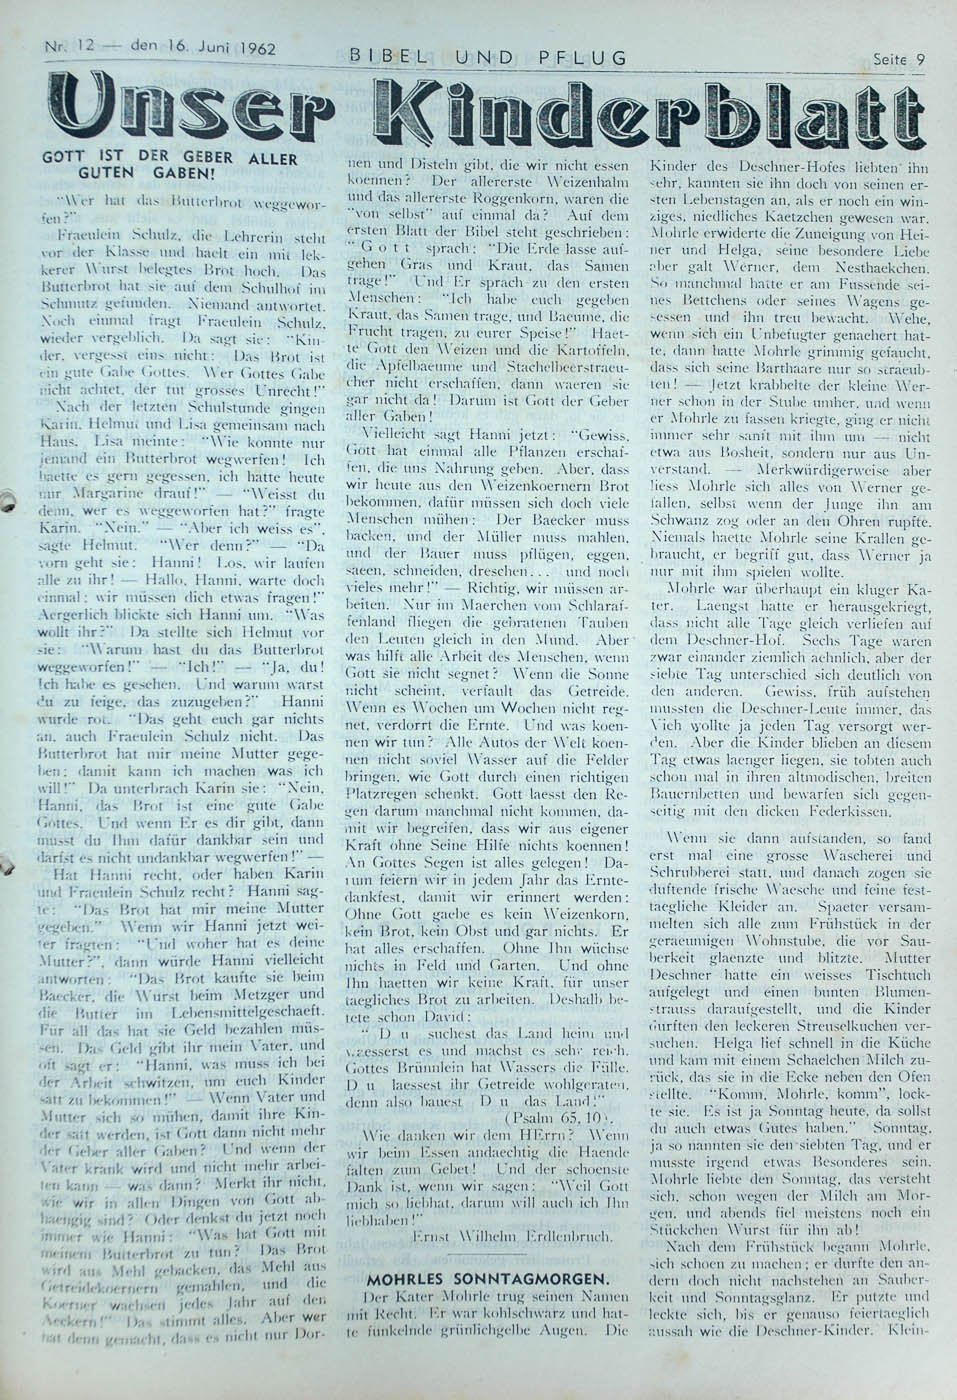 Nr. 12 — den 16. Juni 1962
BIBEL UND PFLUG
Seite 9
Unser Kinderblatt
GOTT IST DER GEBER ALLER
GUTEN GABEN!
"Wer hat das Butterbrot weggewor-
fen?"
Fraeulein Schulz, die Lehrerin steht
vor der Klasse und haelt ein mit lek-
kerer Wurst belegtes Brot hoch. Das
Butterbrot hat sie auf dem Schulhof im
Schmutz gefunden. Niemand antwortet.
Noch einmal fragt Fraeulein Schulz,
wieder vergeblich. Da sagt sie: "Kin-
der, vergesst eins nicht: Das Brot ist
ein gute Gabe Gottes. Wer Gottes Gabe
nicht achtet, der tut grosses Unrecht!"
Nach der letzten Schulstunde gingen
Karin, Helmut und Lisa gemeinsam nach
Haus. Lisa meinte: "Wie konnte nur
jemand ein Butterbrot wegwerfen! Ich
haette es gern gegessen, ich hatte heute
nur Margarine drauf!" — "Weisst du
denn, wer es weggeworfen hat?" fragte
Karin. "Nein." — "Aber ich weiss es",
sagte Helmut. "Wer denn?" — "Da
vorn geht sie: Hanni! Los, wir laufen
alle zu ihr! — Hallo, Hanni, warte doch
einmal; wir müssen dich etwas fragen!"
Aergerlich blickte sich Hanni um. "Was
wollt ihr?" Da stellte sich Helmut vor
sie: "Warum hast du das Butterbrot
weggeworfen!" — "Ich!" — "Ja, du!
Ich habe es gesehen. Und warum warst
du zu feige, das zuzugeben?" Hanni
wurde rot. "Das geht euch gar nichts
an, auch Fraeulein Schulz nicht. Das
Butterbrot hat mir meine Mutter gege-
ben; damit kann ich machen was ich
will!" Da unterbrach Karin sie: "Nein,
Hanni, das Brot ist eine gute Gabe
Gottes. Und wenn Er es dir gibt, dann
musst du Ihm dafür dankbar sein und
darfst es nicht undankbar wegwerfen!" —
Hat Hanni recht, oder haben Karin
und Fraeulein Schulz recht? Hanni sag-
te: "Das Brot hat mir meine Mutter
gegeben." Wenn wir Hanni jetzt wei-
ter fragten: "Und woher hat es deine
Mutter?", dann würde Hanni vielleicht
antworten: "Das Brot kaufte sie beim
Baecker, die Wurst beim Metzger und
die Butter im Lebensmittelgeschaeft.
Für all das hat sie Geld bezahlen müs-
sen. Das Geld gibt ihr mein Vater, und
oft sagt er: "Hanni, was muss ich bei
der Arbeit schwitzen, um euch Kinder
satt zu bekommen!" — Wenn Vater und
Mutter sich so mühen, damit ihre Kin-
der satt werden, ist Gott dann nicht mehr
der Geber aller Gaben? Und wenn der
Vater krank wird und nicht mehr arbei-
ten kann — was dann? Merkt ihr nicht,
wie wir in allen Dingen von Gott ab-
haengig sind? Oder denkst du jetzt noch
immer wie Hanni: "Was hat Gott mit
meinem Butterbrot zu tun? Das Brot
wird aus Mehl gebacken, das Mehl aus
Getreidekoernern gemahlen, und die
Koerner wachsen jedes Jahr auf den
Aeckern!" Das stimmt alles. Aber wer
hat denn gemacht, dass es nicht nur Dor-
nen und Disteln gibt, die wir nicht essen
koennen? Der allererste Weizenhalm
und das allererste Roggenkorn, waren die
"von selbst" auf einmal da? Auf dem
ersten Blatt der Bibel steht geschrieben:
" G o t t sprach: "Die Erde lasse auf-
gehen Gras und Kraut, das Samen
trage!" Und Er sprach zu den ersten
Menschen: "Ich habe euch gegeben
Kraut, das Samen trage, und Baeume, die
Frucht tragen, zu eurer Speise!" Haet-
te Gott den Weizen und die Kartoffeln,
die Apfelbaeume und Stachelbeerstraeu-
cher nicht erschaffen, dann waeren sie
gar nicht da! Darum ist Gott der Geber
aller Gaben!
Vielleicht sagt Hanni jetzt: "Gewiss,
Gott hat einmal alle Pflanzen erschaf-
fen, die uns Nahrung geben. Aber, dass
wir heute aus den Weizenkoernern Brot
bekommen, dafür müssen sich doch viele
Menschen mühen: Der Baecker muss
backen, und der Müller muss mahlen,
und der Bauer muss pflügen, eggen,
saeen, schneiden, dreschen... und noch
vieles mehr!" — Richtig, wir müssen ar-
beiten. Nur im Maerchen vom Schlaraf-
fenland fliegen die gebratenen Tauben
den Leuten gleich in den Mund. Aber
was hilft alle Arbeit des Menschen, wenn
Gott sie nicht segnet? Wenn die Sonne
nicht scheint, verfault das Getreide.
Wenn es Wochen um Wochen nicht reg-
net, verdorrt die Ernte. Und was koen-
nen wir tun? Alle Autos der Welt koen-
nen nicht soviel Wasser auf die Felder
bringen, wie Gott durch einen richtigen
Platzregen schenkt. Gott laesst den Re-
gen darum manchmal nicht kommen, da-
mit wir begreifen, dass wir aus eigener
Kraft ohne Seine Hilfe nichts koennen!
An Gottes Segen ist alles gelegen! Da-
rum feiern wir in jedem Jahr das Ernte-
dankfest, damit wir erinnert werden:
Ohne Gott gaebe es kein Weizenkorn,
kein Brot, kein Obst und gar nichts. Er
hat alles erschaffen. Ohne Ihn wüchse
nichts in Feld und Garten. Und ohne
Ihn haetten wir keine Kraft, für unser
taegliches Brot zu arbeiten. Deshalb be-
tete schon David:
" D u suchest das Land heim und
waesserst es und machst es sehr reich.
Gottes Brünnlein hat Wassers die Fülle.
D u laessest ihr Getreide wohlgeraten,
denn also bauest D u das Land!"
(Psalm 65, 10).
Wie danken wir dem HErrn? Wenn
wir beim Essen andaechtig die Haende
falten zum Gebet! Und der schoenste
Dank ist, wenn wir sagen: "Weil Gott
mich so liebhat, darum will auch ich Ihn
liebhaben!"
Ernst Wilhelm Erdlenbruch.
MOHRLES SONNTAGMORGEN.
Der Kater Mohrle trug seinen Namen
mit Recht. Er war kohlschwarz und hat-
te funkelnde grünlichgelbe Augen. Die
Kinder des Deschner-Hofes liebten ihn
sehr, kannten sie ihn doch von seinen er-
sten Lebenstagen an, als er noch ein win-
ziges, niedliches Kaetzchen gewesen war.
Mohrle erwiderte die Zuneigung von Hei-
ner und Helga, seine besondere Liebe
aber galt Werner, dem Nesthaekchen.
So manchmal hatte er am Fussende sei-
nes Bettchens oder seines Wagens ge-
sessen und ihn treu bewacht. Wehe,
wenn sich ein Unbefugter genaehert hat-
te, dann hatte Mohrle grimmig gefaucht,
dass sich seine Barthaare nur so straeub-
ten! — Jetzt krabbelte der kleine Wer-
ner schon in der Stube umher, und wenn
er Mohrle zu fassen kriegte, ging er nicht
immer sehr sanft mit ihm um — nicht
etwa aus Bosheit, sondern nur aus Un-
verstand. — Merkwürdigerweise aber
liess Mohrle sich alles von Werner ge-
fallen, selbst wenn der Junge ihn am
Schwanz zog oder an den Ohren rupfte.
Niemals haette Mohrle seine Krallen ge-
braucht, er begriff gut, dass Werner ja
nur mit ihm spielen wollte.
Mohrle war überhaupt ein kluger Ka-
ter. Laengst hatte er herausgekriegt,
dass nicht alle Tage gleich verliefen auf
dem Deschner-Hof. Sechs Tage waren
zwar einander ziemlich aehnlich, aber der
siebte Tag unterschied sich deutlich von
den anderen. Gewiss, früh aufstehen
mussten die Deschner-Leute immer, das
Vieh wollte ja jeden Tag versorgt wer-
den. Aber die Kinder blieben an diesem
Tag etwas laenger liegen, sie tobten auch
schon mal in ihren altmodischen, breiten
Bauernbetten und bewarfen sich gegen-
seitig mit den dicken Federkissen.
Wenn sie dann aufstanden, so fand
erst mal eine grosse Wascherei und
Schrubberei statt, und danach zogen sie
duftende frische Waesche und feine fest-
taegliche Kleider an. Spaeter versam-
melten sich alle zum Frühstück in der
geraeumigen Wohnstube, die vor Sau-
berkeit glaenzte und blitzte. Mutter
Deschner hatte ein weisses Tischtuch
aufgelegt und einen bunten Blumen-
strauss daraufgestellt, und die Kinder
durften den leckeren Streuselkuchen ver-
suchen. Helga lief schnell in die Küche
und kam mit einem Schaelchen Milch zu-
rück, das sie in die Ecke neben den Ofen
stellte. "Komm, Mohrle, komm", lock-
te sie. Es ist ja Sonntag heute, da sollst
du auch etwas Gutes haben." Sonntag,
ja so nannten sie den siebten Tag, und er
musste irgend etwas Besonderes sein.
Mohrle liebte den Sonntag, das versteht
sich, schon wegen der Milch am Mor-
gen, und abends fiel meistens noch ein
Stückchen Wurst für ihn ab!
Nach dem Frühstück begann Mohrle,
sich schoen zu machen; er durfte den an-
dern doch nicht nachstehen an Sauber-
keit und Sonntagsglanz. Er putzte und
leckte sich, bis er genauso feiertaeglich
aussah wie die Deschner-Kinder. Klein-